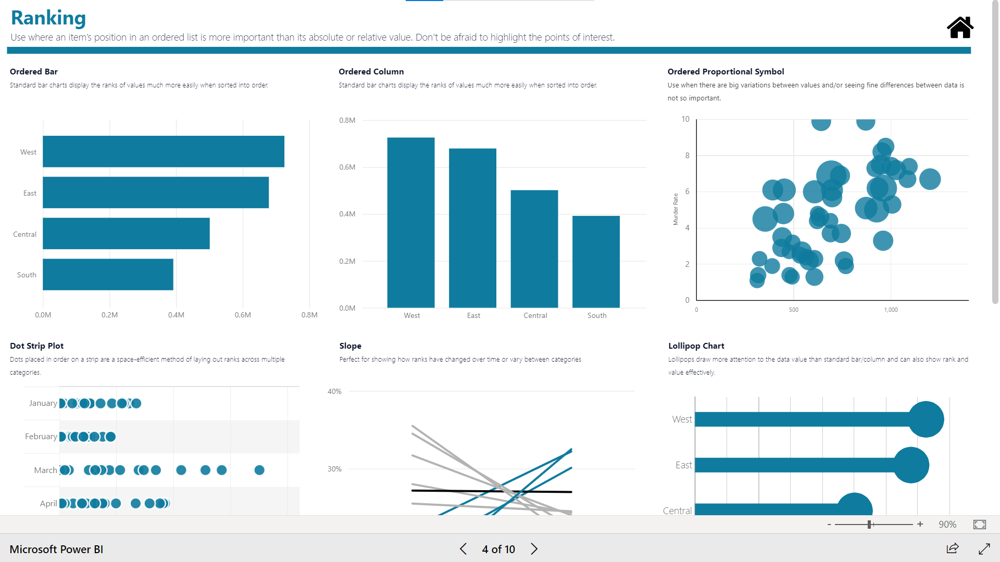 Ranking
Use where an item's position in an ordered list is more important than its absolute or relative value. Don't be afraid to highlight the points of interest.
Ordered Bar
Standard bar charts display the ranks of values much more easily when sorted into order.
West
East
Central
South
0.0M 0.2M 0.4M 0.6M 0.8M
Ordered Column
Standard bar charts display the ranks of values much more easily when sorted into order.
0.8M
0.6M
0.4M
0.2M
0.0M
West East Central South
Ordered Proportional Symbol
Use when there are big variations between values and/or seeing fine differences between data is
not so important.
10
8
6
4
2
0
Murder Rate
0 500 1,000
Dot Strip Plot
Dots placed in order on a strip are a space-efficient method of laying out ranks across multiple
categories.
January
February
March
April
Slope
Perfect for showing how ranks have changed over time or vary between categories
40%
30%
Lollipop Chart
Lollipops draw more attention to the data value than standard bar/column and can also show rank and
value effectively.
West
East
Central
- + 90%
Microsoft Power BI
4 of 10